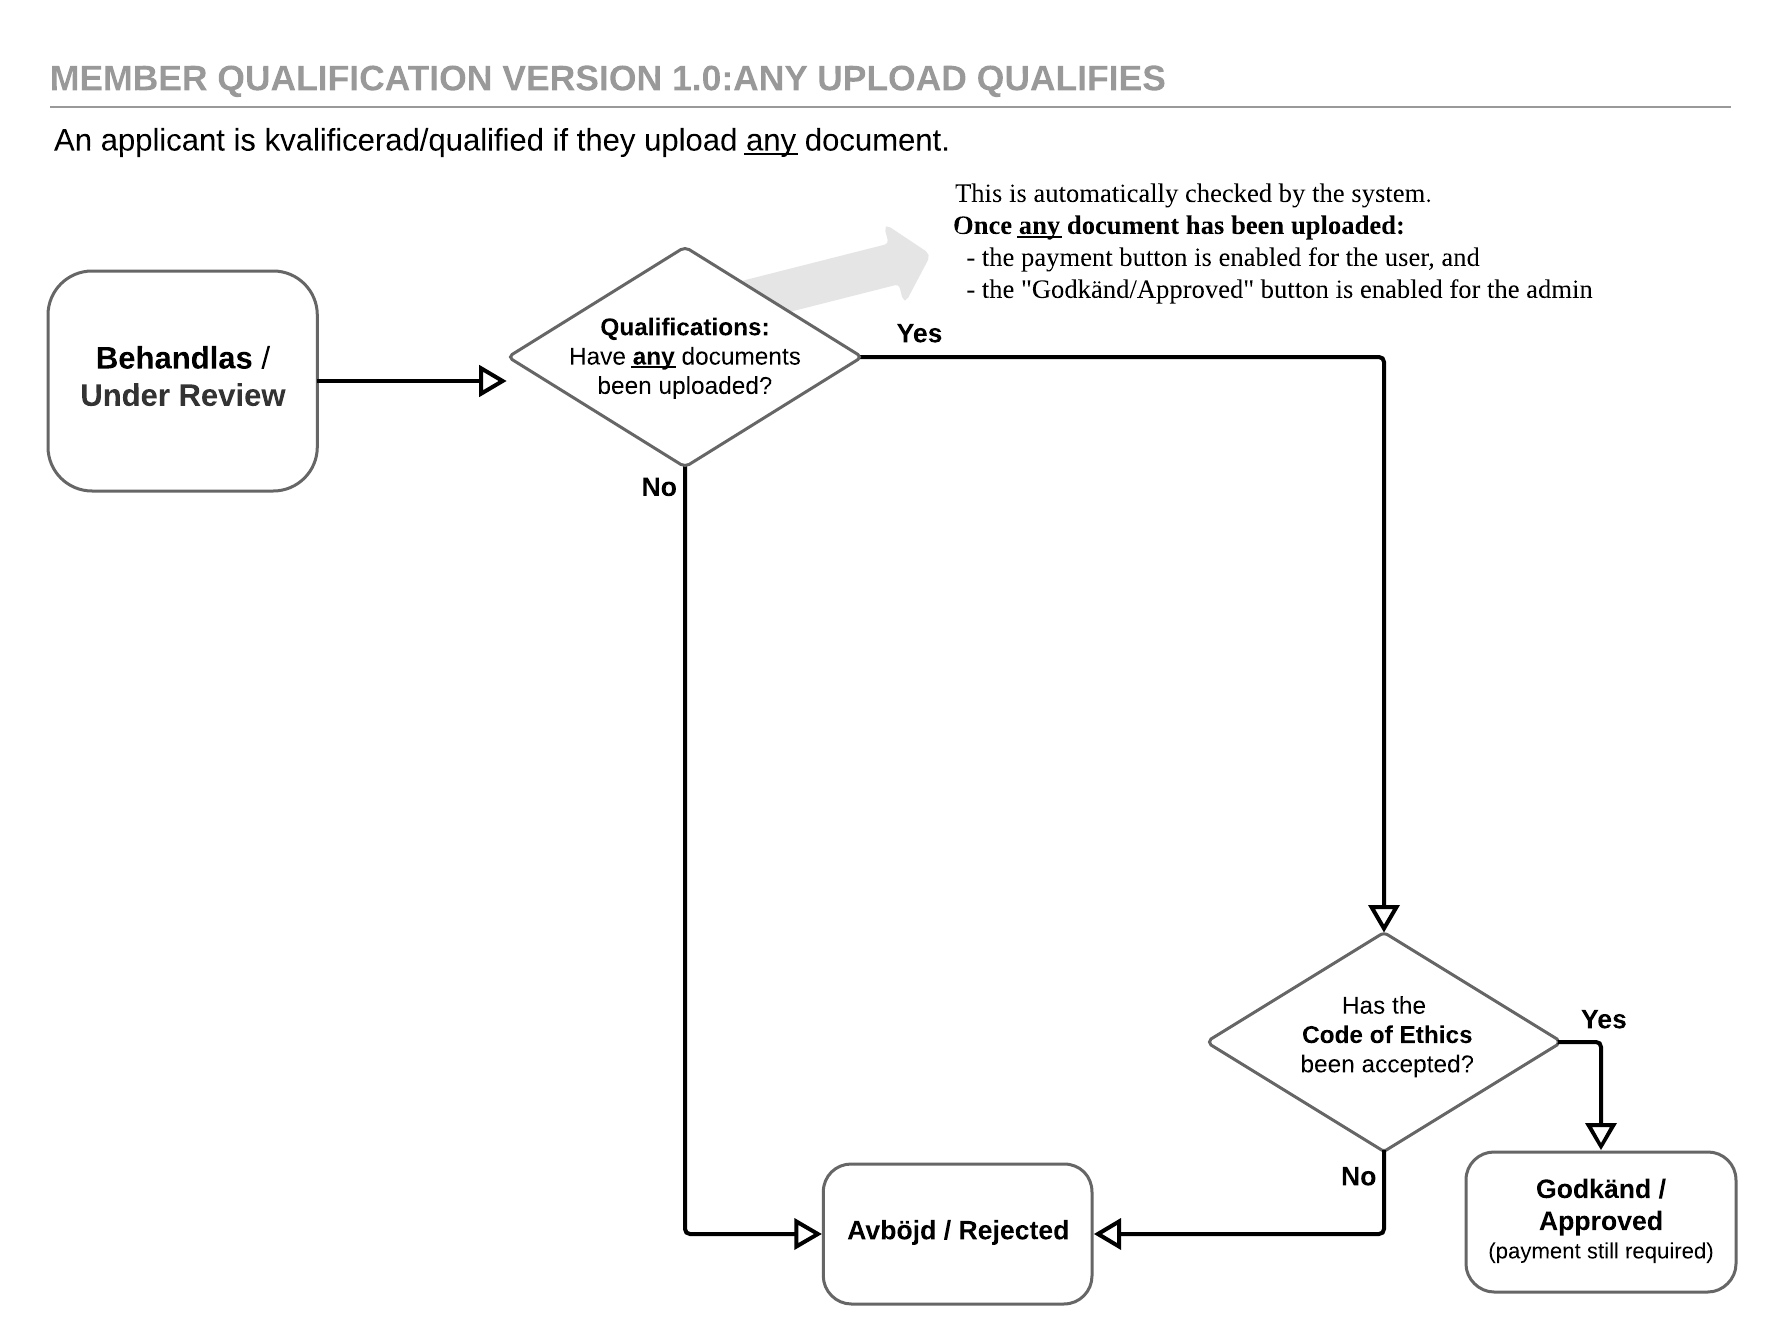 MEMBER QUALIFICATION VERSION 1.0:ANY UPLOAD QUALIFIES
An applicant is kvalificerad/qualified if they upload any document.
This is automatically checked by the system.
Once any document has been uploaded:
- the payment button is enabled for the user, and
- the "Godkänd/Approved" button is enabled for the admin
Behandlas /
Under Review
Qualifications:
Have any documents
been uploaded?
Yes
No
Has the
Code of Ethics
been accepted?
Yes
No
Avböjd / Rejected
Godkänd /
Approved
(payment still required)